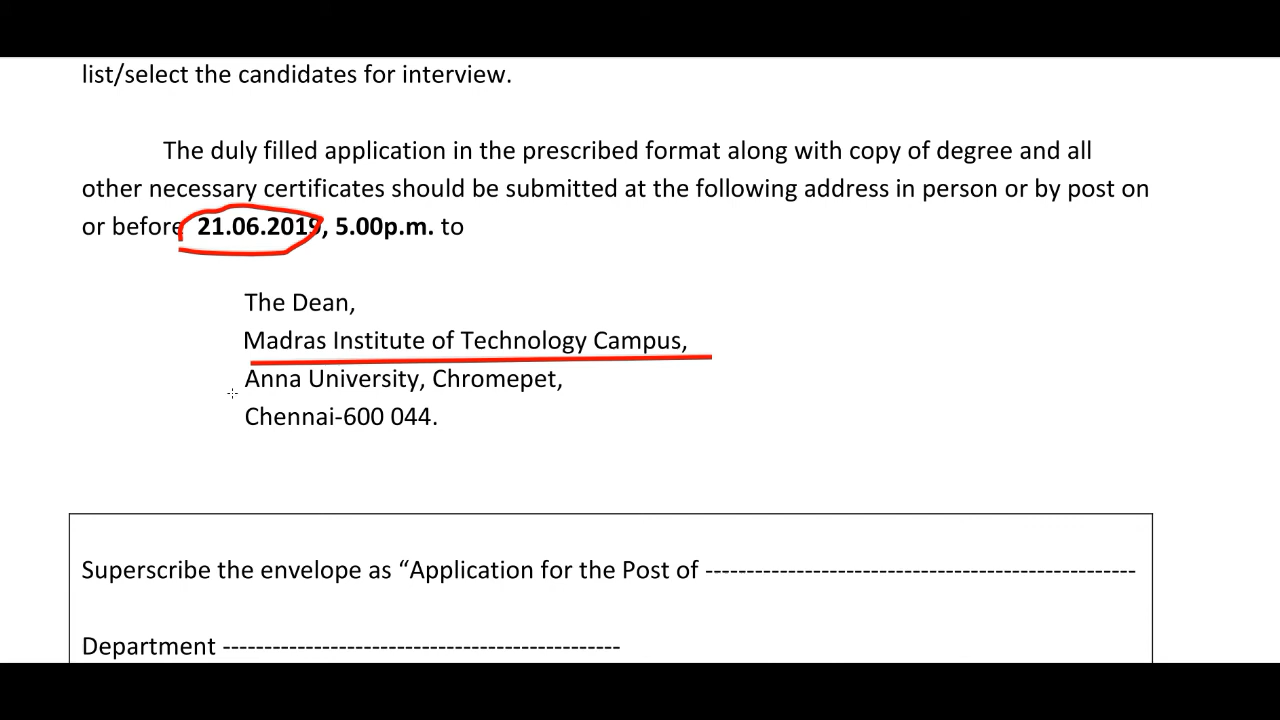 list/select the candidates for interview.
The duly filled application in the prescribed format along with copy of degree and all
other necessary certificates should be submitted at the following address in person or by post on
or before 21.06.2019, 5.00p.m. to
The Dean,
Madras Institute of Technology Campus,
Anna University, Chromepet,
Chennai-600 044.
Superscribe the envelope as “Application for the Post of ----------------------------------------------------
Department ------------------------------------------------